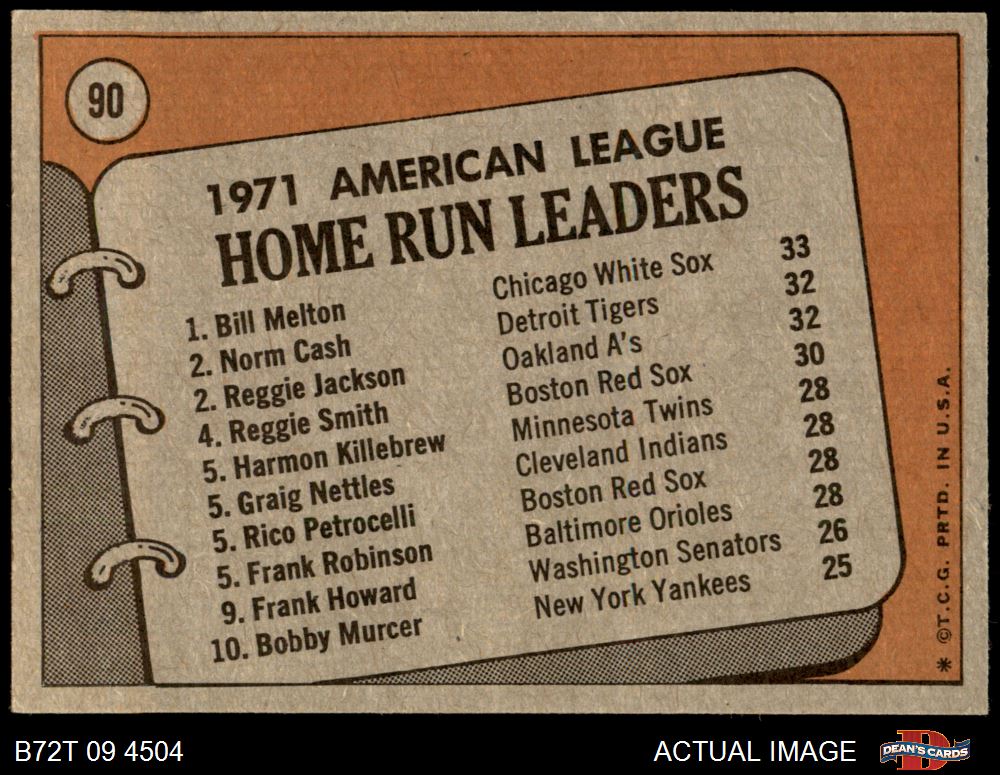 90
1971 AMERICAN LEAGUE
HOME RUN LEADERS
1. Bill Melton Chicago White Sox 33
2. Norm Cash Detroit Tigers 32
2. Reggie Jackson Oakland A's 32
4. Reggie Smith Boston Red Sox 30
5. Harmon Killebrew Minnesota Twins 28
5. Graig Nettles Cleveland Indians 28
5. Rico Petrocelli Boston Red Sox 28
5. Frank Robinson Baltimore Orioles 28
9. Frank Howard Washington Senators 26
10. Bobby Murcer New York Yankees 25
* ©T.C.G. PRTD. IN U.S.A.
B72T 09 4504
ACTUAL IMAGE
DEAN'S CARDS